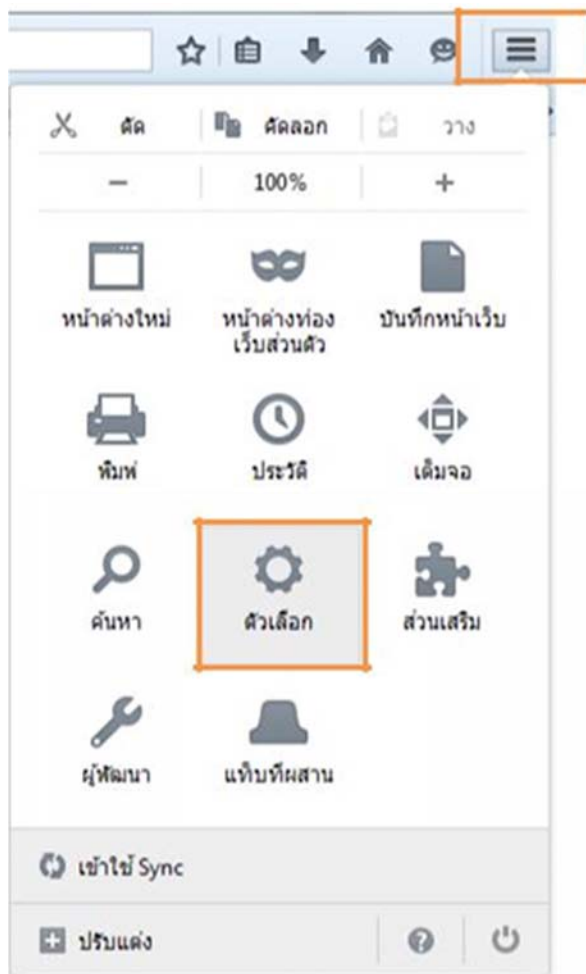 ตัด คัดลอก วาง
− 100% +
หน้าต่างใหม่ หน้าต่างท่อง บันทึกหน้าเว็บ
เว็บส่วนตัว
พิมพ์ ประวัติ เต็มจอ
ค้นหา ตัวเลือก ส่วนเสริม
ผู้พัฒนา แท็บที่ผสาน
เข้าใช้ Sync
ปรับแต่ง